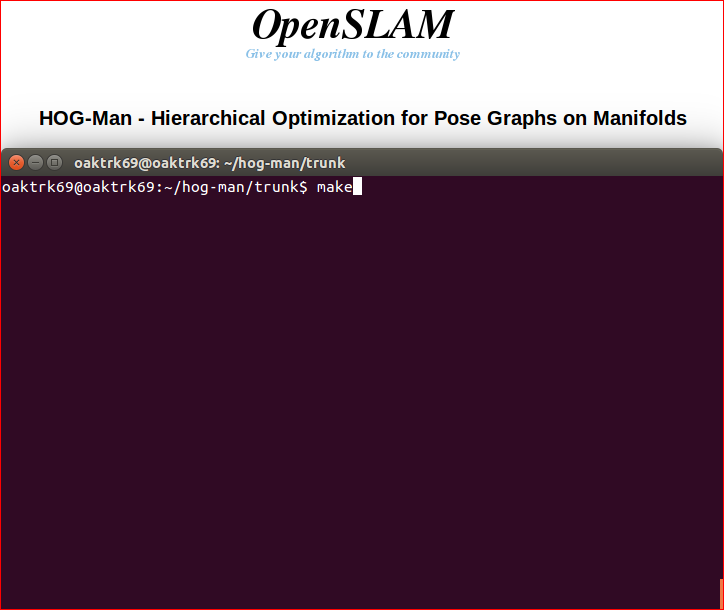 OpenSLAM
Give your algorithm to the community
HOG-Man - Hierarchical Optimization for Pose Graphs on Manifolds
oaktrk69@oaktrk69: ~/hog-man/trunk
oaktrk69@oaktrk69:~/hog-man/trunk$ make